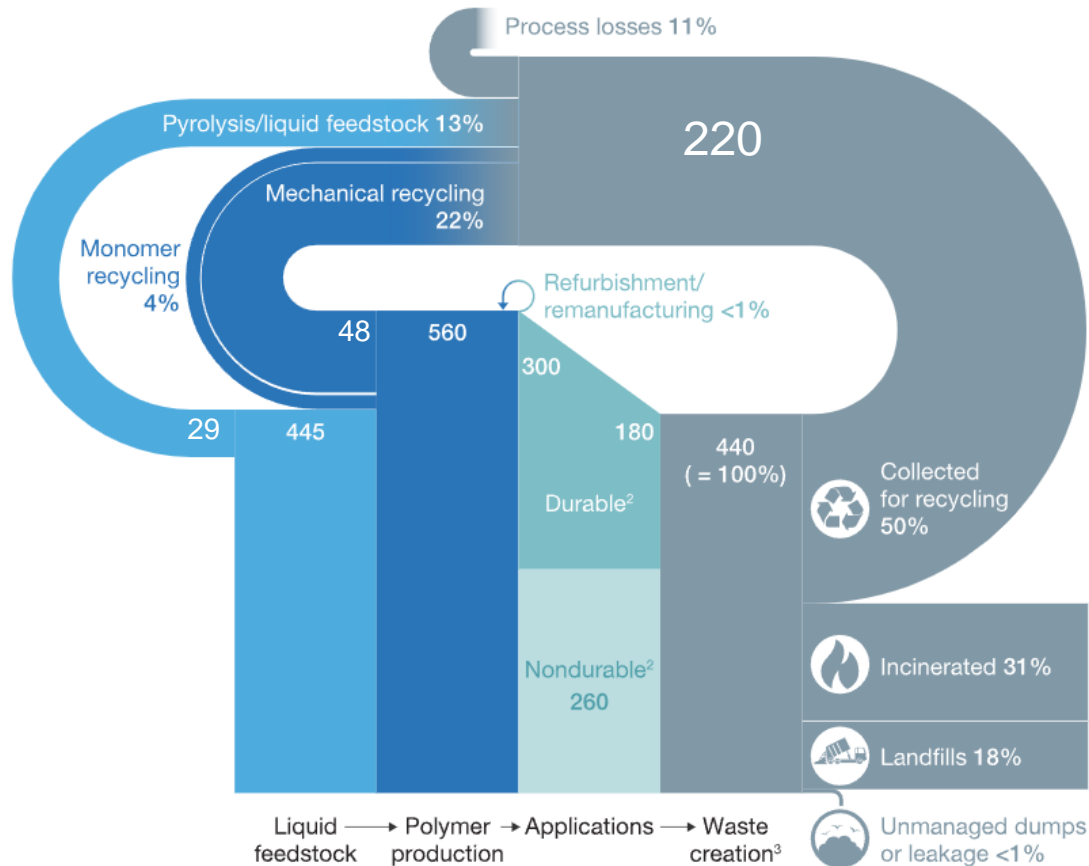 Process losses 11%
Pyrolysis/liquid feedstock 13%
220
Mechanical recycling
22%
Monomer
recycling
4%
Refurbishment/
remanufacturing <1%
48
560
300
29
445
180
440
( = 100%)
Durable²
Collected
for recycling
50%
Nondurable²
260
Incinerated 31%
Landfills 18%
Liquid
feedstock
Polymer
production
Applications
Waste
creation³
Unmanaged dumps
or leakage <1%